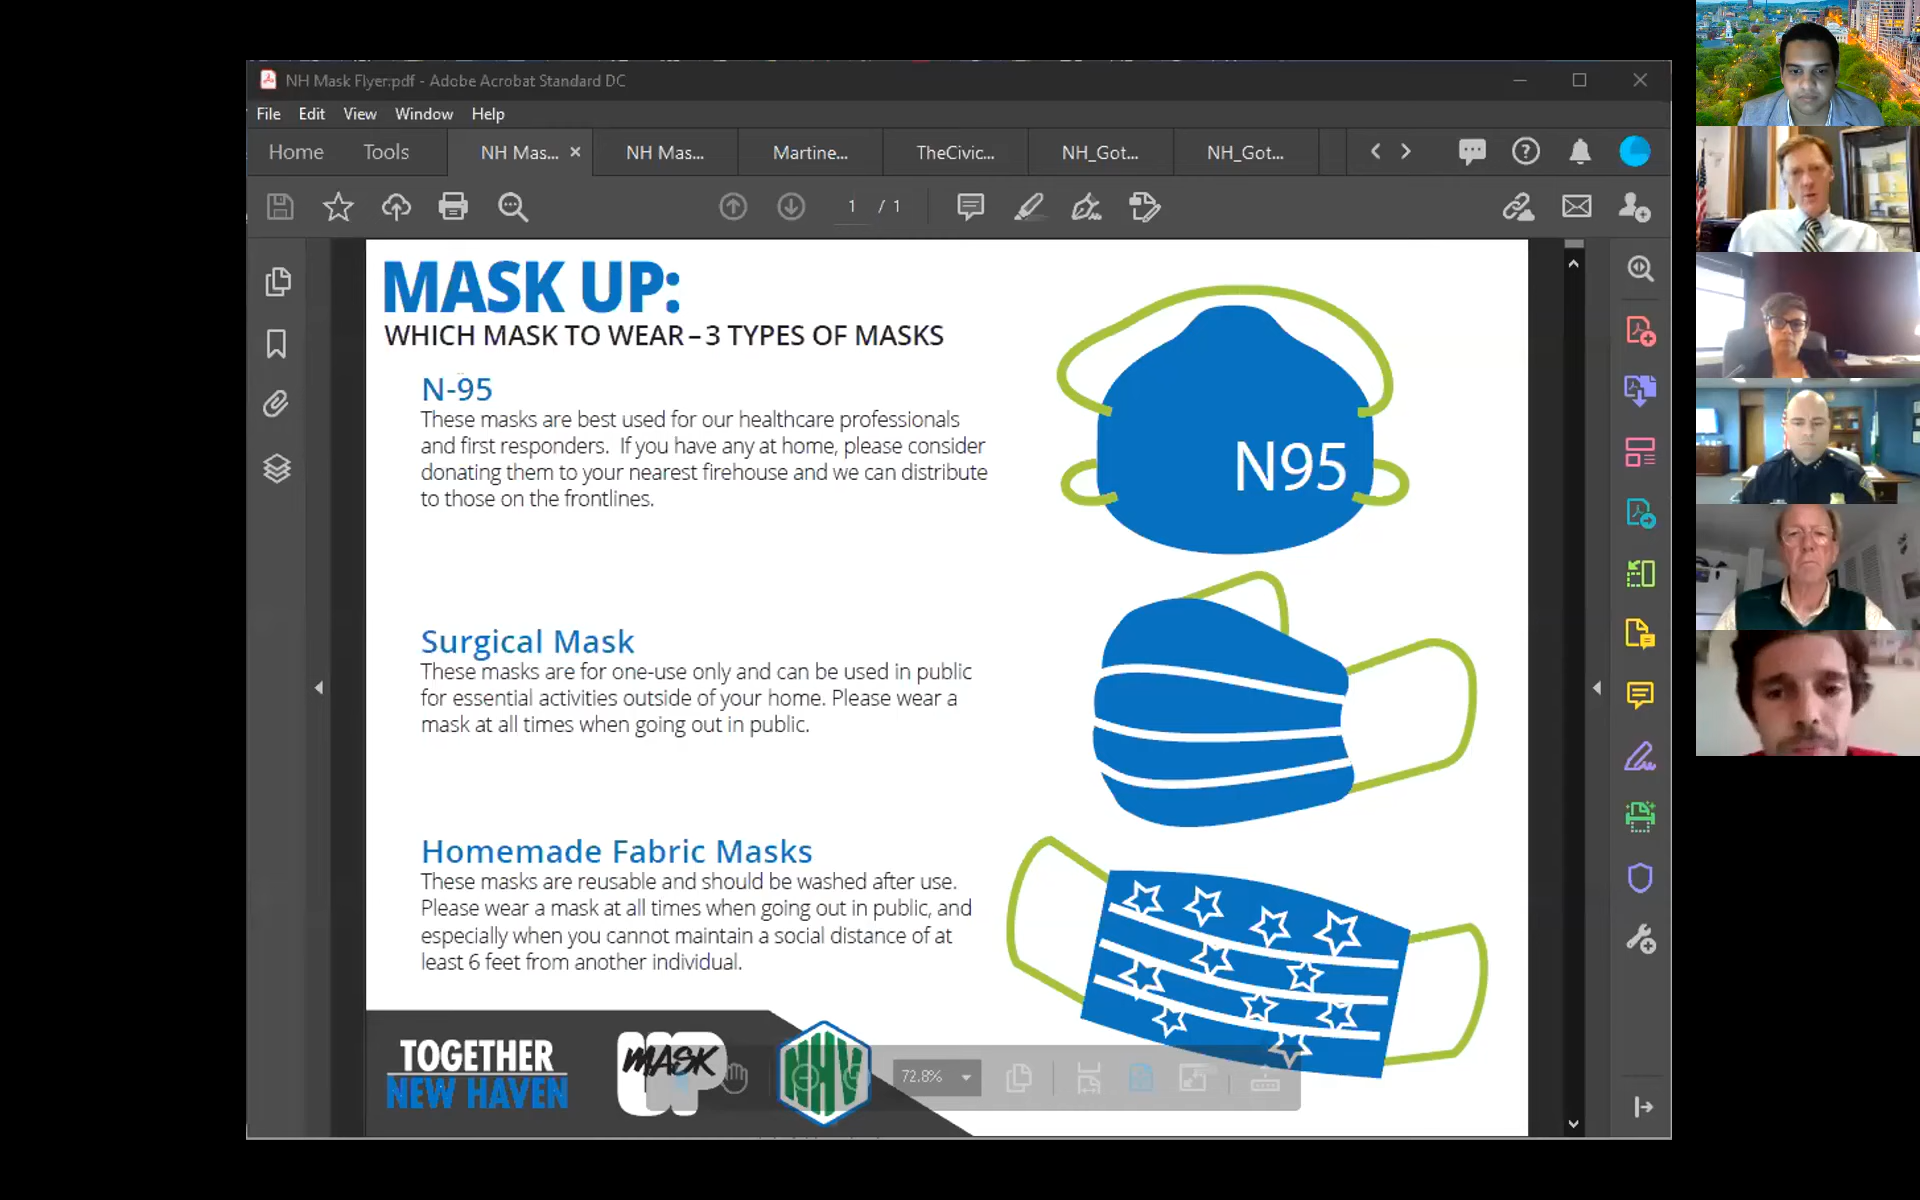 NH Mask Flyer.pdf - Adobe Acrobat Standard DC
File Edit View Window Help
Home Tools NH Mas... × NH Mas... Martine... TheCivic... NH_Got... NH_Got...
1 / 1
MASK UP:
WHICH MASK TO WEAR – 3 TYPES OF MASKS
N-95
These masks are best used for our healthcare professionals
and first responders. If you have any at home, please consider
donating them to your nearest firehouse and we can distribute
to those on the frontlines.
N95
Surgical Mask
These masks are for one-use only and can be used in public
for essential activities outside of your home. Please wear a
mask at all times when going out in public.
Homemade Fabric Masks
These masks are reusable and should be washed after use.
Please wear a mask at all times when going out in public, and
especially when you cannot maintain a social distance of at
least 6 feet from another individual.
TOGETHER
NEW HAVEN
MASK
UP
NHV
72.8%